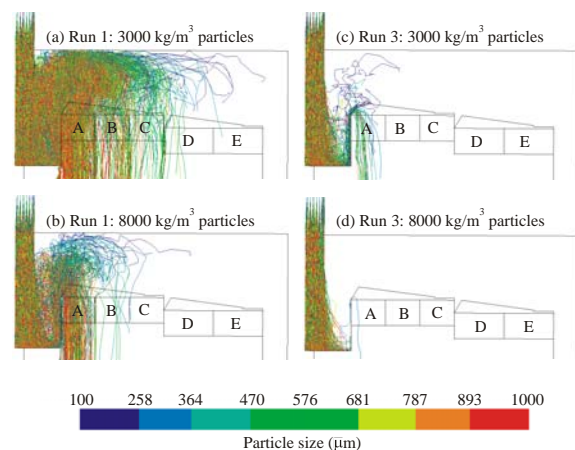 (a) Run 1: 3000 kg/m³ particles
A B C D E
(c) Run 3: 3000 kg/m³ particles
A B C D E
(b) Run 1: 8000 kg/m³ particles
A B C D E
(d) Run 3: 8000 kg/m³ particles
A B C D E
100 258 364 470 576 681 787 893 1000
Particle size (μm)